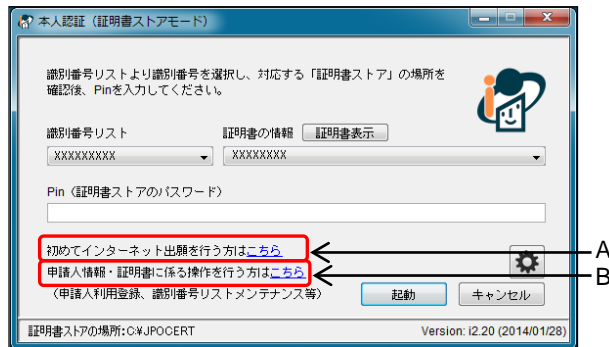 本人認証（証明書ストアモード）
識別番号リストより識別番号を選択し、対応する「証明書ストア」の場所を
確認後、Pinを入力してください。
識別番号リスト 証明書の情報 証明書表示
XXXXXXXXX XXXXXXXX
Pin（証明書ストアのパスワード）
初めてインターネット出願を行う方はこちら A
申請人情報・証明書に係る操作を行う方はこちら B
（申請人利用登録、識別番号リストメンテナンス等） 起動 キャンセル
証明書ストアの場所:C:¥JPOCERT Version: i2.20 (2014/01/28)